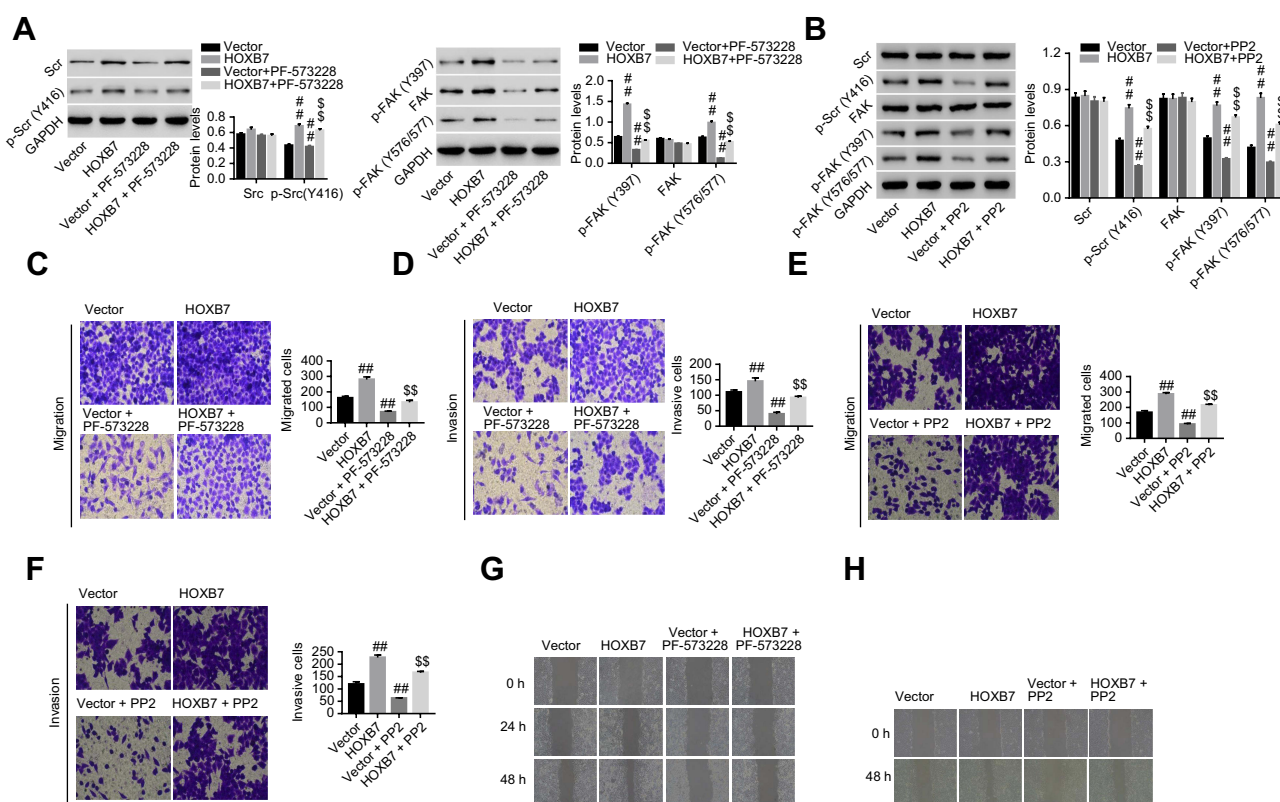 A
Scr
p-Scr (Y416)
GAPDH
Vector
HOXB7
Vector + PF-573228
HOXB7 + PF-573228
Vector
HOXB7
Vector+PF-573228
HOXB7+PF-573228
Protein levels
1.0
0.8
0.6
0.4
0.2
0.0
##
##
$$
Src
p-Src(Y416)
p-FAK (Y397)
FAK
p-FAK (Y576/577)
GAPDH
Vector
HOXB7
Vector + PF-573228
HOXB7 + PF-573228
Vector
HOXB7
Vector+PF-573228
HOXB7+PF-573228
Protein levels
2.0
1.5
1.0
0.5
0.0
##
##
$$
##
##
$$
p-FAK (Y397)
FAK
p-FAK (Y576/577)
B
Scr
p-Scr (Y416)
FAK
p-FAK (Y397)
p-FAK (Y576/577)
GAPDH
Vector
HOXB7
Vector + PP2
HOXB7 + PP2
Vector
HOXB7
Vector+PP2
HOXB7+PP2
Protein levels
1.2
0.9
0.6
0.3
0.0
##
##
$$
##
##
$$
##
##
$$
Scr
p-Scr (Y416)
FAK
p-FAK (Y397)
p-FAK (Y576/577)
C
Vector
HOXB7
Migration
Vector +
PF-573228
HOXB7 +
PF-573228
Migrated cells
400
300
200
100
0
##
##
$$
Vector
HOXB7
Vector + PF-573228
HOXB7 + PF-573228
D
Vector
HOXB7
Invasion
Vector +
PF-573228
HOXB7 +
PF-573228
Invasive cells
200
150
100
50
0
##
##
$$
Vector
HOXB7
Vector + PF-573228
HOXB7 + PF-573228
E
Vector
HOXB7
Migration
Vector + PP2
HOXB7 + PP2
Migrated cells
400
300
200
100
0
##
##
$$
Vector
HOXB7
Vector + PP2
HOXB7 + PP2
F
Vector
HOXB7
Invasion
Vector + PP2
HOXB7 + PP2
Invasive cells
250
200
150
100
50
0
##
##
$$
Vector
HOXB7
Vector + PP2
HOXB7 + PP2
G
Vector
HOXB7
Vector +
PF-573228
HOXB7 +
PF-573228
0 h
24 h
48 h
H
Vector
HOXB7
Vector +
PP2
HOXB7 +
PP2
0 h
48 h